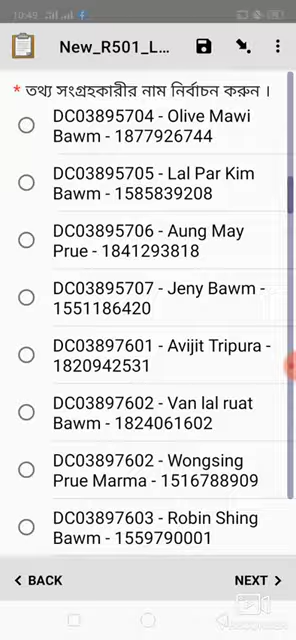 10:49
New_R501_L...
* তথ্য সংগ্রহকারীর নাম নির্বাচন করুন ।
DC03895704 - Olive Mawi
Bawm - 1877926744
DC03895705 - Lal Par Kim
Bawm - 1585839208
DC03895706 - Aung May
Prue - 1841293818
DC03895707 - Jeny Bawm -
1551186420
DC03897601 - Avijit Tripura -
1820942531
DC03897602 - Van lal ruat
Bawm - 1824061602
DC03897602 - Wongsing
Prue Marma - 1516788909
DC03897603 - Robin Shing
Bawm - 1559790001
< BACK
NEXT >